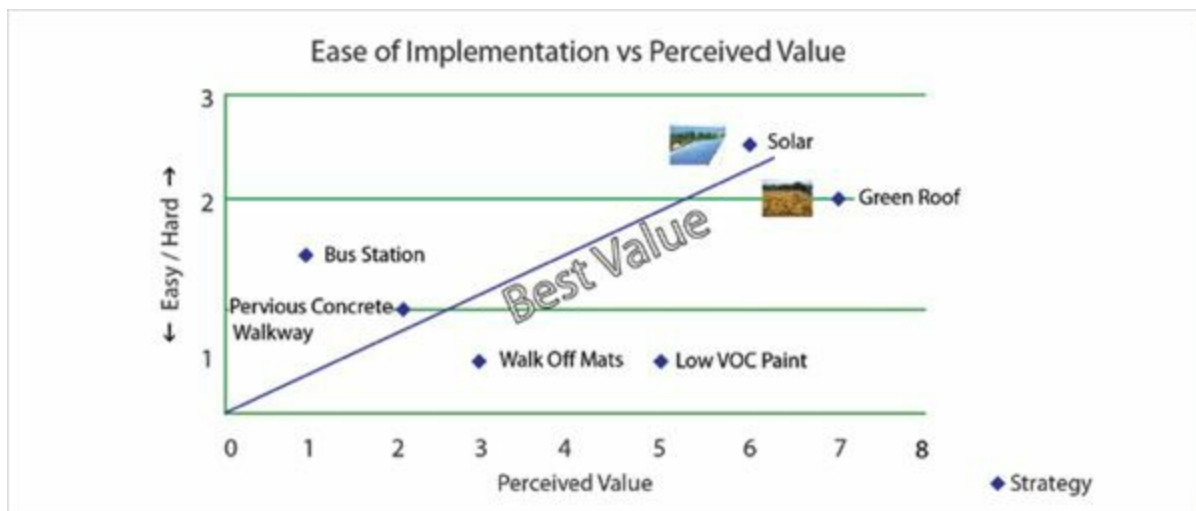 Ease of Implementation vs Perceived Value
3
Solar
2
Green Roof
← Easy / Hard →
Best Value
Bus Station
Pervious Concrete
Walkway
1
Walk Off Mats
Low VOC Paint
0 1 2 3 4 5 6 7 8
Perceived Value
Strategy